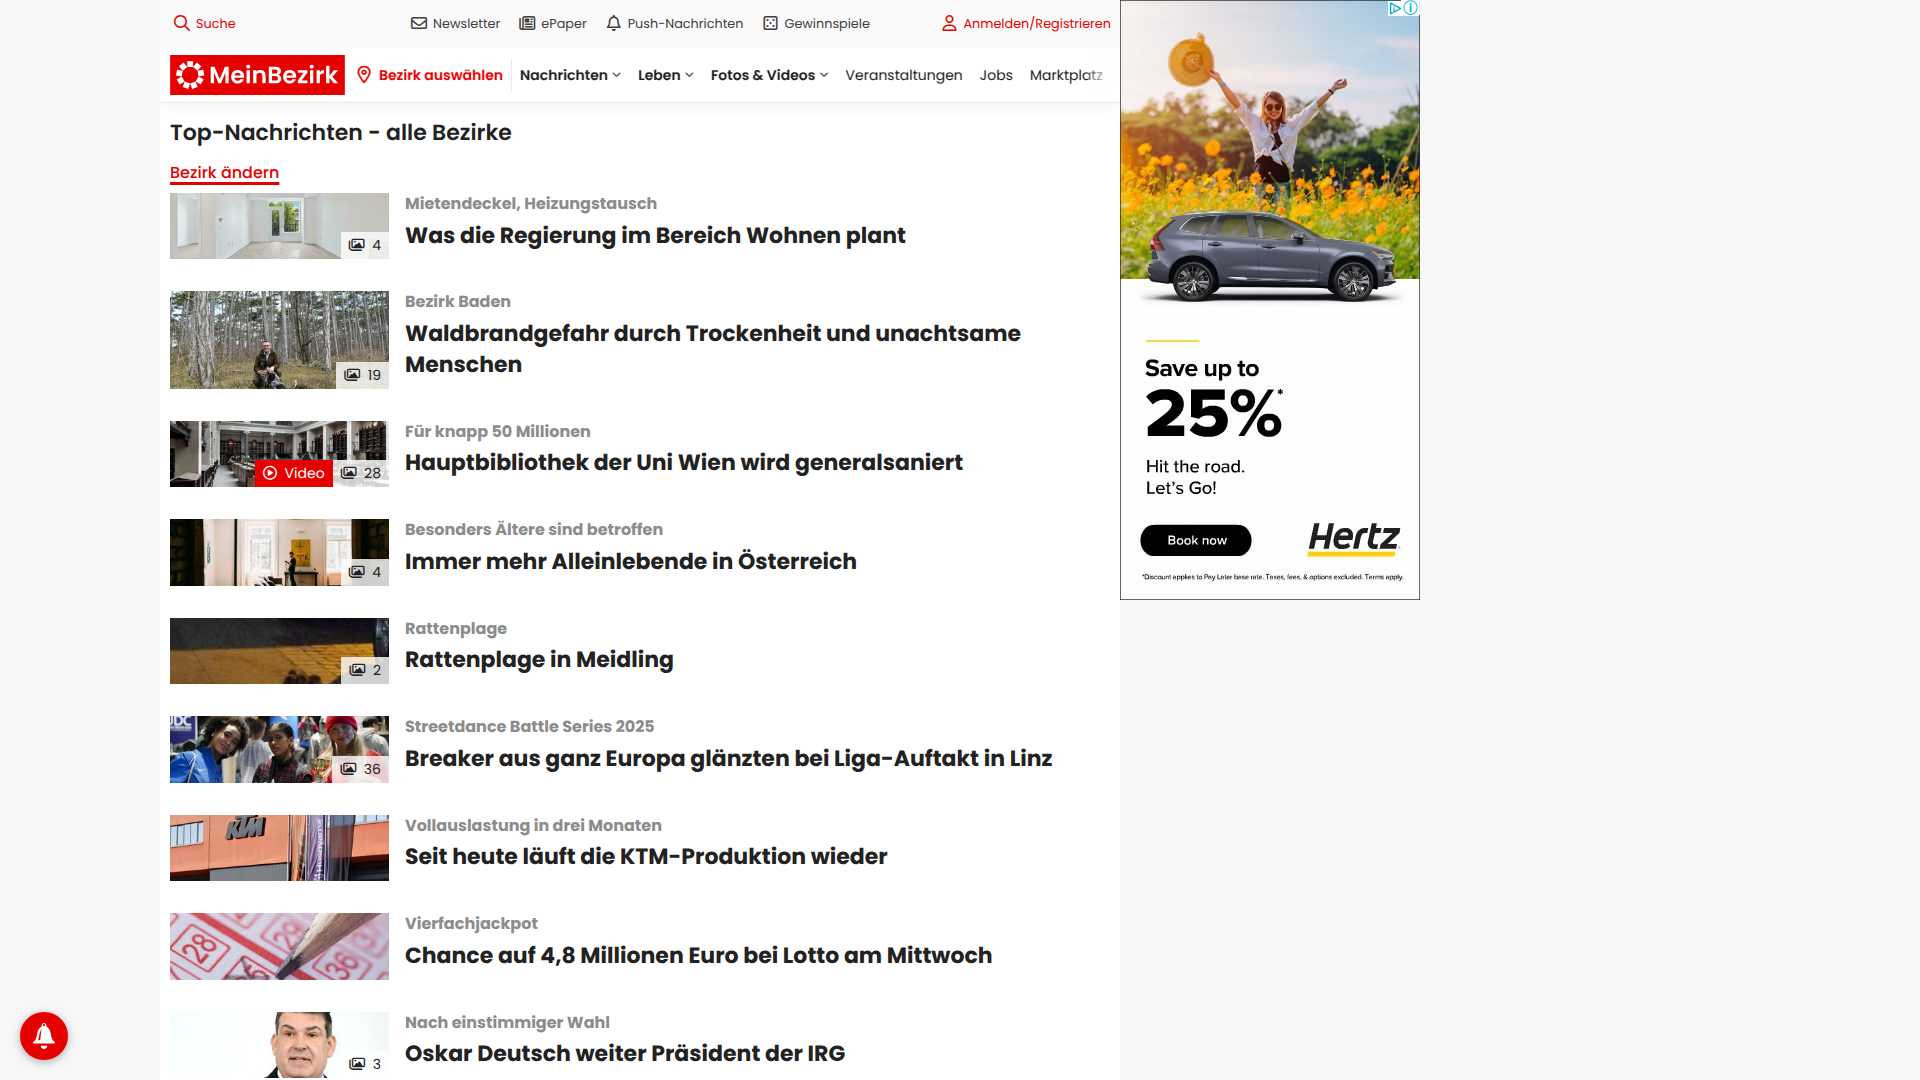 Suche
Newsletter
ePaper
Push-Nachrichten
Gewinnspiele
Anmelden/Registrieren
MeinBezirk
Bezirk auswählen
Nachrichten
Leben
Fotos & Videos
Veranstaltungen
Jobs
Marktplatz
Top-Nachrichten - alle Bezirke
Bezirk ändern
4
Mietendeckel, Heizungstausch
Was die Regierung im Bereich Wohnen plant
19
Bezirk Baden
Waldbrandgefahr durch Trockenheit und unachtsame
Menschen
Video
28
Für knapp 50 Millionen
Hauptbibliothek der Uni Wien wird generalsaniert
4
Besonders Ältere sind betroffen
Immer mehr Alleinlebende in Österreich
2
Rattenplage
Rattenplage in Meidling
36
Streetdance Battle Series 2025
Breaker aus ganz Europa glänzten bei Liga-Auftakt in Linz
KTM
Vollauslastung in drei Monaten
Seit heute läuft die KTM-Produktion wieder
28
29
36
Vierfachjackpot
Chance auf 4,8 Millionen Euro bei Lotto am Mittwoch
3
Nach einstimmiger Wahl
Oskar Deutsch weiter Präsident der IRG
Save up to
25%*
Hit the road.
Let's Go!
Book now
Hertz
*Discount applies to Pay Later base rate. Taxes, fees, & options excluded. Terms apply.